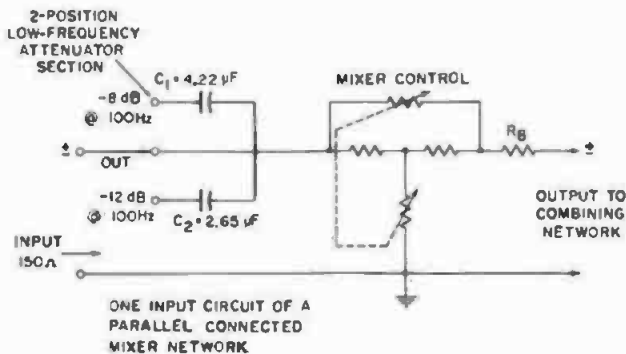 2-POSITION
LOW-FREQUENCY
ATTENUATOR
SECTION
C1 = 4.22 µF
-8 dB
@ 100Hz
±
OUT
-12 dB
@ 100Hz
C2 = 2.65 µF
INPUT
150Ω
MIXER CONTROL
RB
±
OUTPUT TO
COMBINING
NETWORK
ONE INPUT CIRCUIT OF A
PARALLEL CONNECTED
MIXER NETWORK